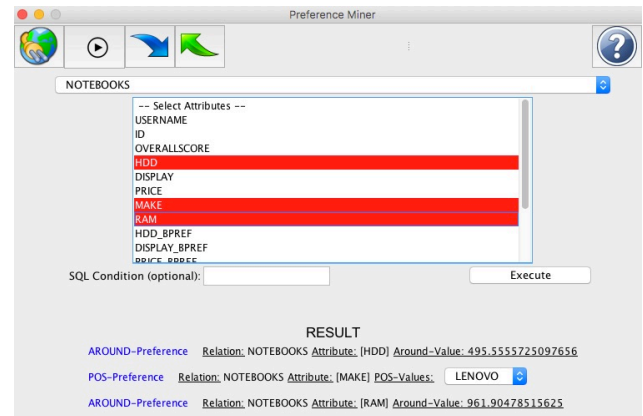 Preference Miner
NOTEBOOKS
-- Select Attributes --
USERNAME
ID
OVERALLSCORE
HDD
DISPLAY
PRICE
MAKE
RAM
HDD_BPREF
DISPLAY_BPREF
PRICE_BPREF
SQL Condition (optional):
Execute
RESULT
AROUND-Preference Relation: NOTEBOOKS Attribute: [HDD] Around-Value: 495.5555725097656
POS-Preference Relation: NOTEBOOKS Attribute: [MAKE] POS-Values: LENOVO
AROUND-Preference Relation: NOTEBOOKS Attribute: [RAM] Around-Value: 961.90478515625